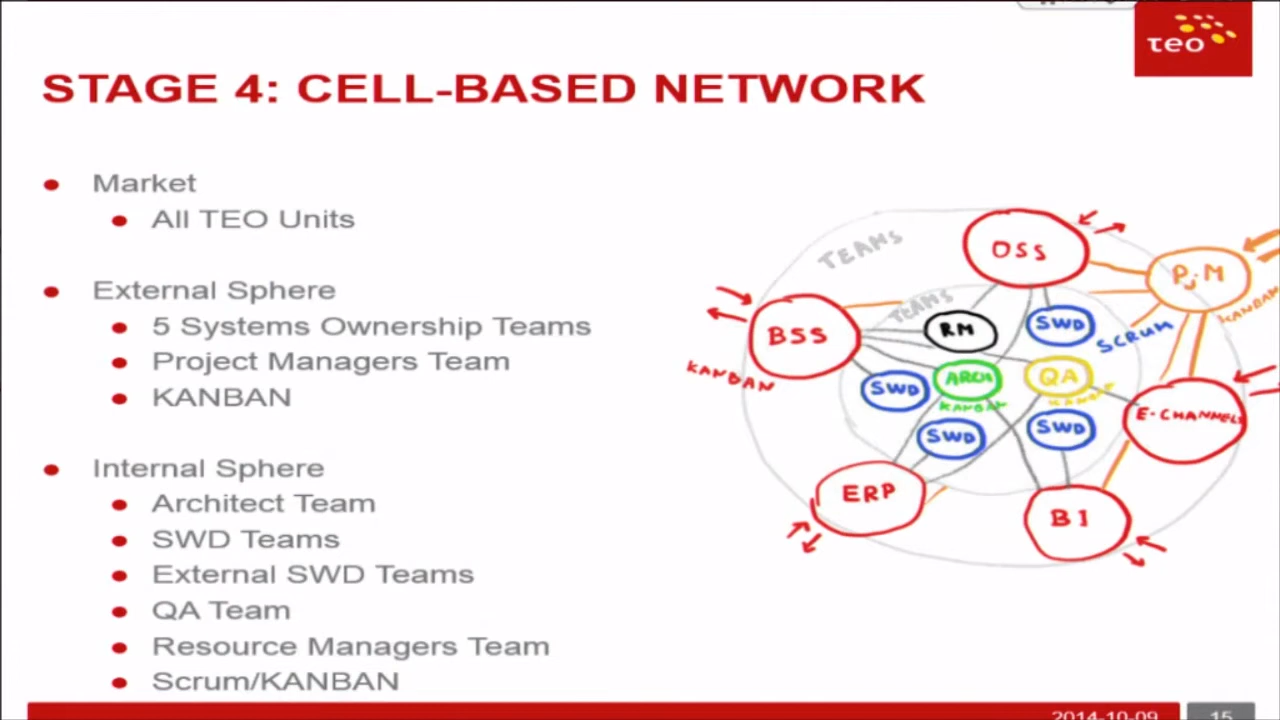 TEO
STAGE 4: CELL-BASED NETWORK
Market
All TEO Units
External Sphere
5 Systems Ownership Teams
Project Managers Team
KANBAN
Internal Sphere
Architect Team
SWD Teams
External SWD Teams
QA Team
Resource Managers Team
Scrum/KANBAN
TEAMS
OSS
P.M
KANBAN
TEAMS
BSS
RM
SWD
SCRUM
KANBAN
SWD
ARCH
KANBAN
QA
KANBAN
E-CHANNELS
SWD
SWD
ERP
BI
2014-10-09
15